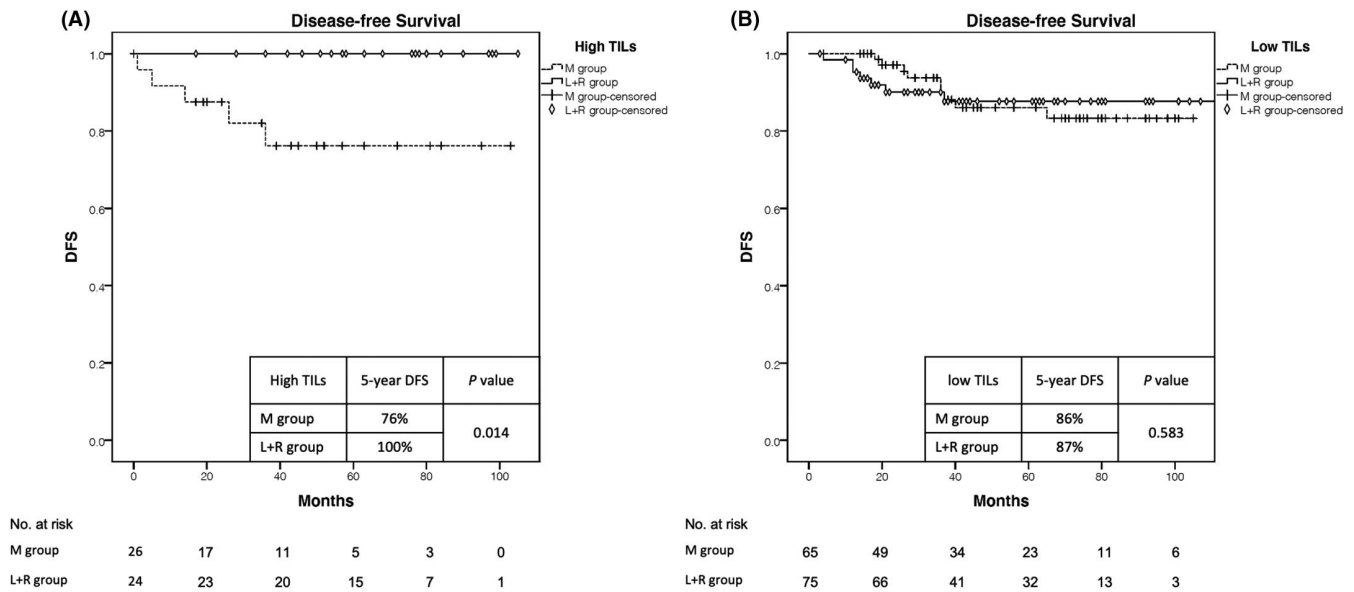 (A)
Disease-free Survival
High TILs
M group
L+R group
M group-censored
L+R group-censored
1.0
0.8
0.6
0.4
0.2
0.0
DFS
High TILs 5-year DFS P value
M group 76% 0.014
L+R group 100%
0 20 40 60 80 100
Months
No. at risk
M group 26 17 11 5 3 0
L+R group 24 23 20 15 7 1
(B)
Disease-free Survival
Low TILs
M group
L+R group
M group-censored
L+R group-censored
1.0
0.8
0.6
0.4
0.2
0.0
DFS
low TILs 5-year DFS P value
M group 86% 0.583
L+R group 87%
0 20 40 60 80 100
Months
No. at risk
M group 65 49 34 23 11 6
L+R group 75 66 41 32 13 3